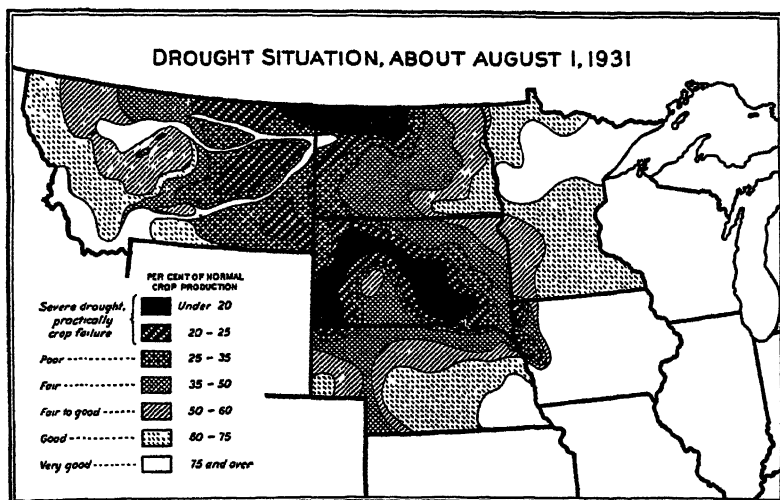 DROUGHT SITUATION, ABOUT AUGUST 1, 1931
PER CENT OF NORMAL
CROP PRODUCTION
Severe drought,
practically
crop failure
Under 20
20 - 25
Poor 25 - 35
Fair 35 - 50
Fair to good 50 - 60
Good 60 - 75
Very good 75 and over